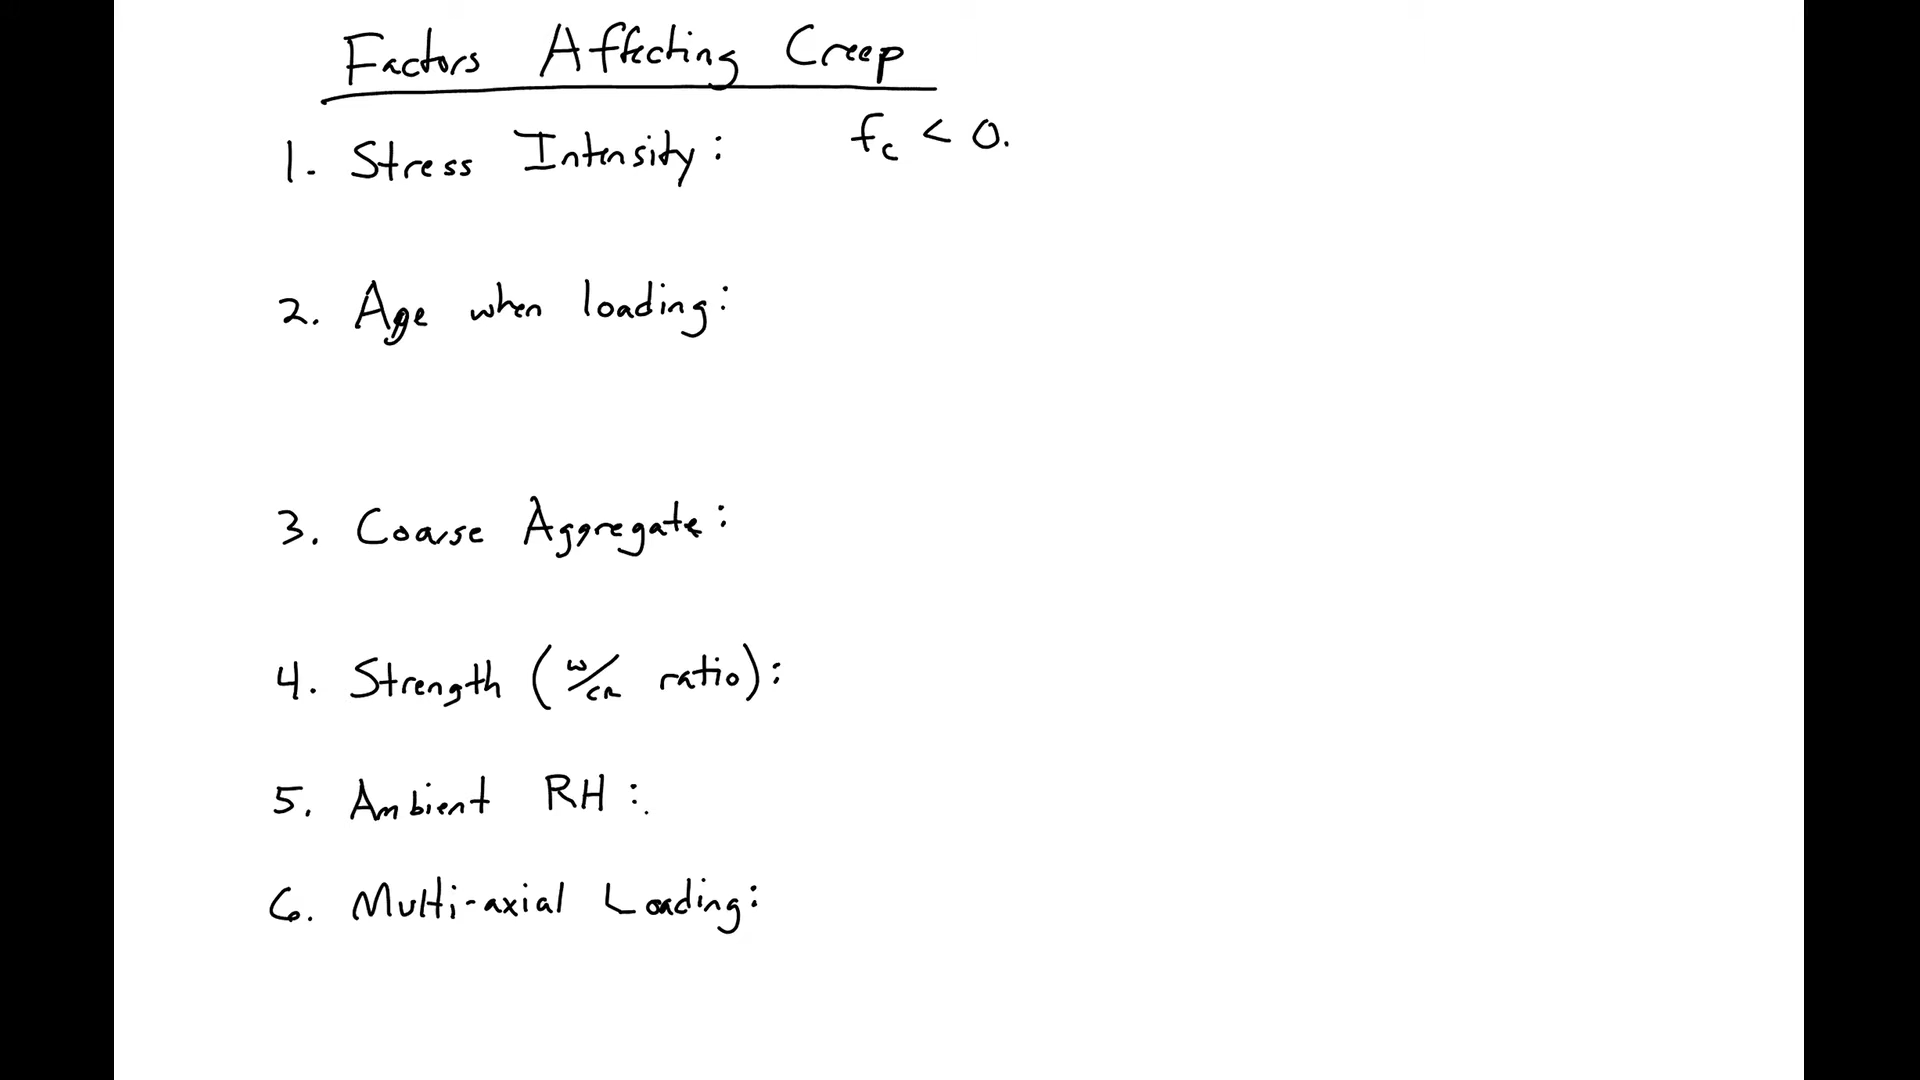 Factors Affecting Creep
1. Stress Intensity: fc < 0.
2. Age when loading:
3. Coarse Aggregate:
4. Strength (w/cm ratio):
5. Ambient RH:
6. Multi-axial Loading: